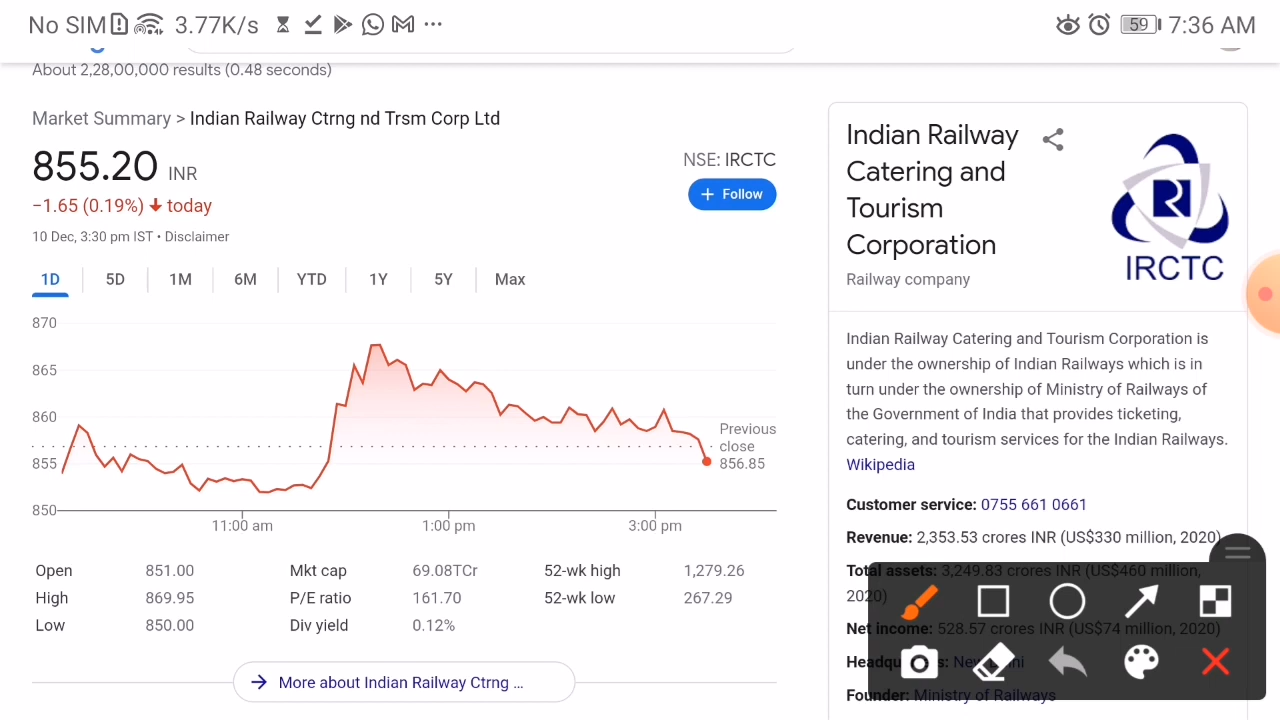 No SIM 3.77K/s 59 7:36 AM
About 2,28,00,000 results (0.48 seconds)
Market Summary > Indian Railway Ctrng nd Trsm Corp Ltd
855.20 INR
−1.65 (0.19%) today
10 Dec, 3:30 pm IST • Disclaimer
NSE: IRCTC
+ Follow
1D 5D 1M 6M YTD 1Y 5Y Max
870
865
860
855
850
Previous
close
856.85
11:00 am 1:00 pm 3:00 pm
Open 851.00 Mkt cap 69.08TCr 52-wk high 1,279.26
High 869.95 P/E ratio 161.70 52-wk low 267.29
Low 850.00 Div yield 0.12%
More about Indian Railway Ctrng ...
Indian Railway
Catering and
Tourism
Corporation
Railway company
IRCTC
Indian Railway Catering and Tourism Corporation is
under the ownership of Indian Railways which is in
turn under the ownership of Ministry of Railways of
the Government of India that provides ticketing,
catering, and tourism services for the Indian Railways.
Wikipedia
Customer service: 0755 661 0661
Revenue: 2,353.53 crores INR (US$330 million, 2020)
Total assets: 3,249.83 crores INR (US$460 million,
2020)
Net income: 528.57 crores INR (US$74 million, 2020)
Founder: Ministry of Railways